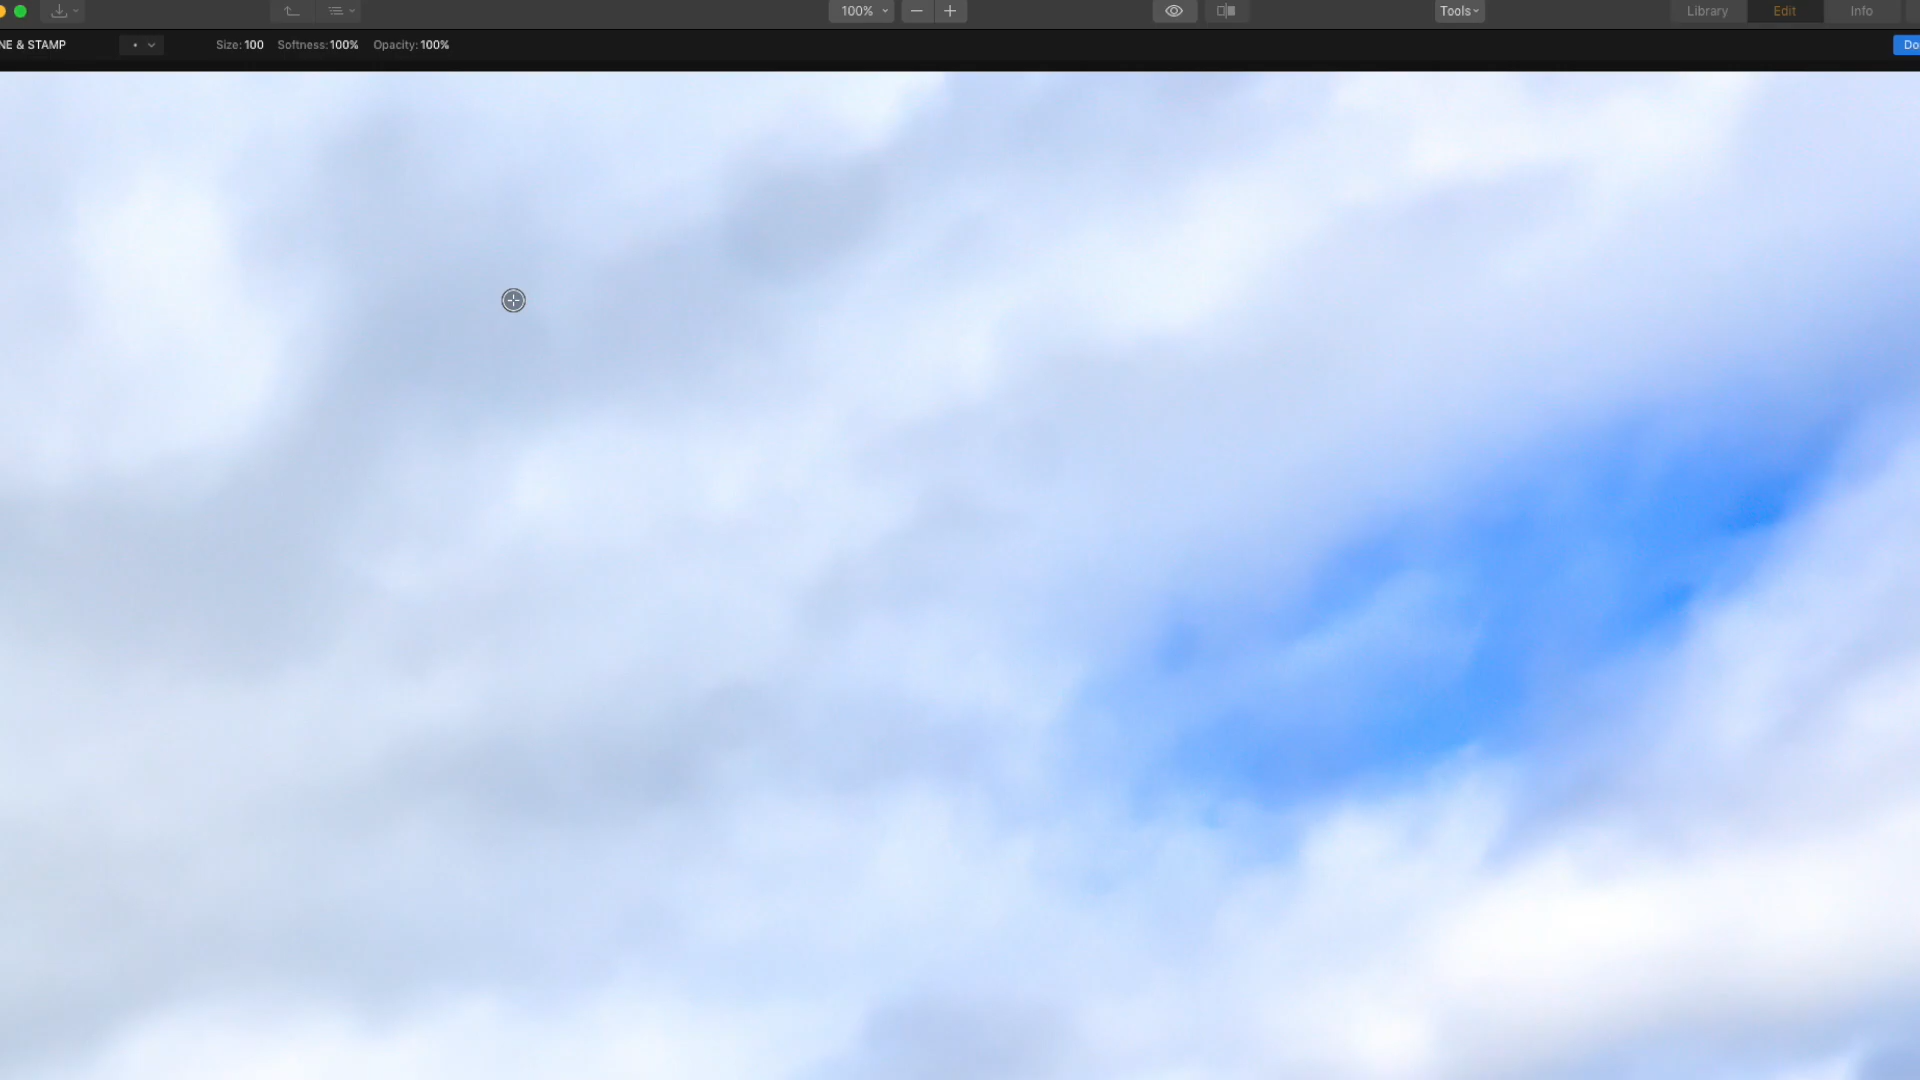 100%
Tools
Library
Edit
Info
NE & STAMP
Size: 100
Softness: 100%
Opacity: 100%
Do